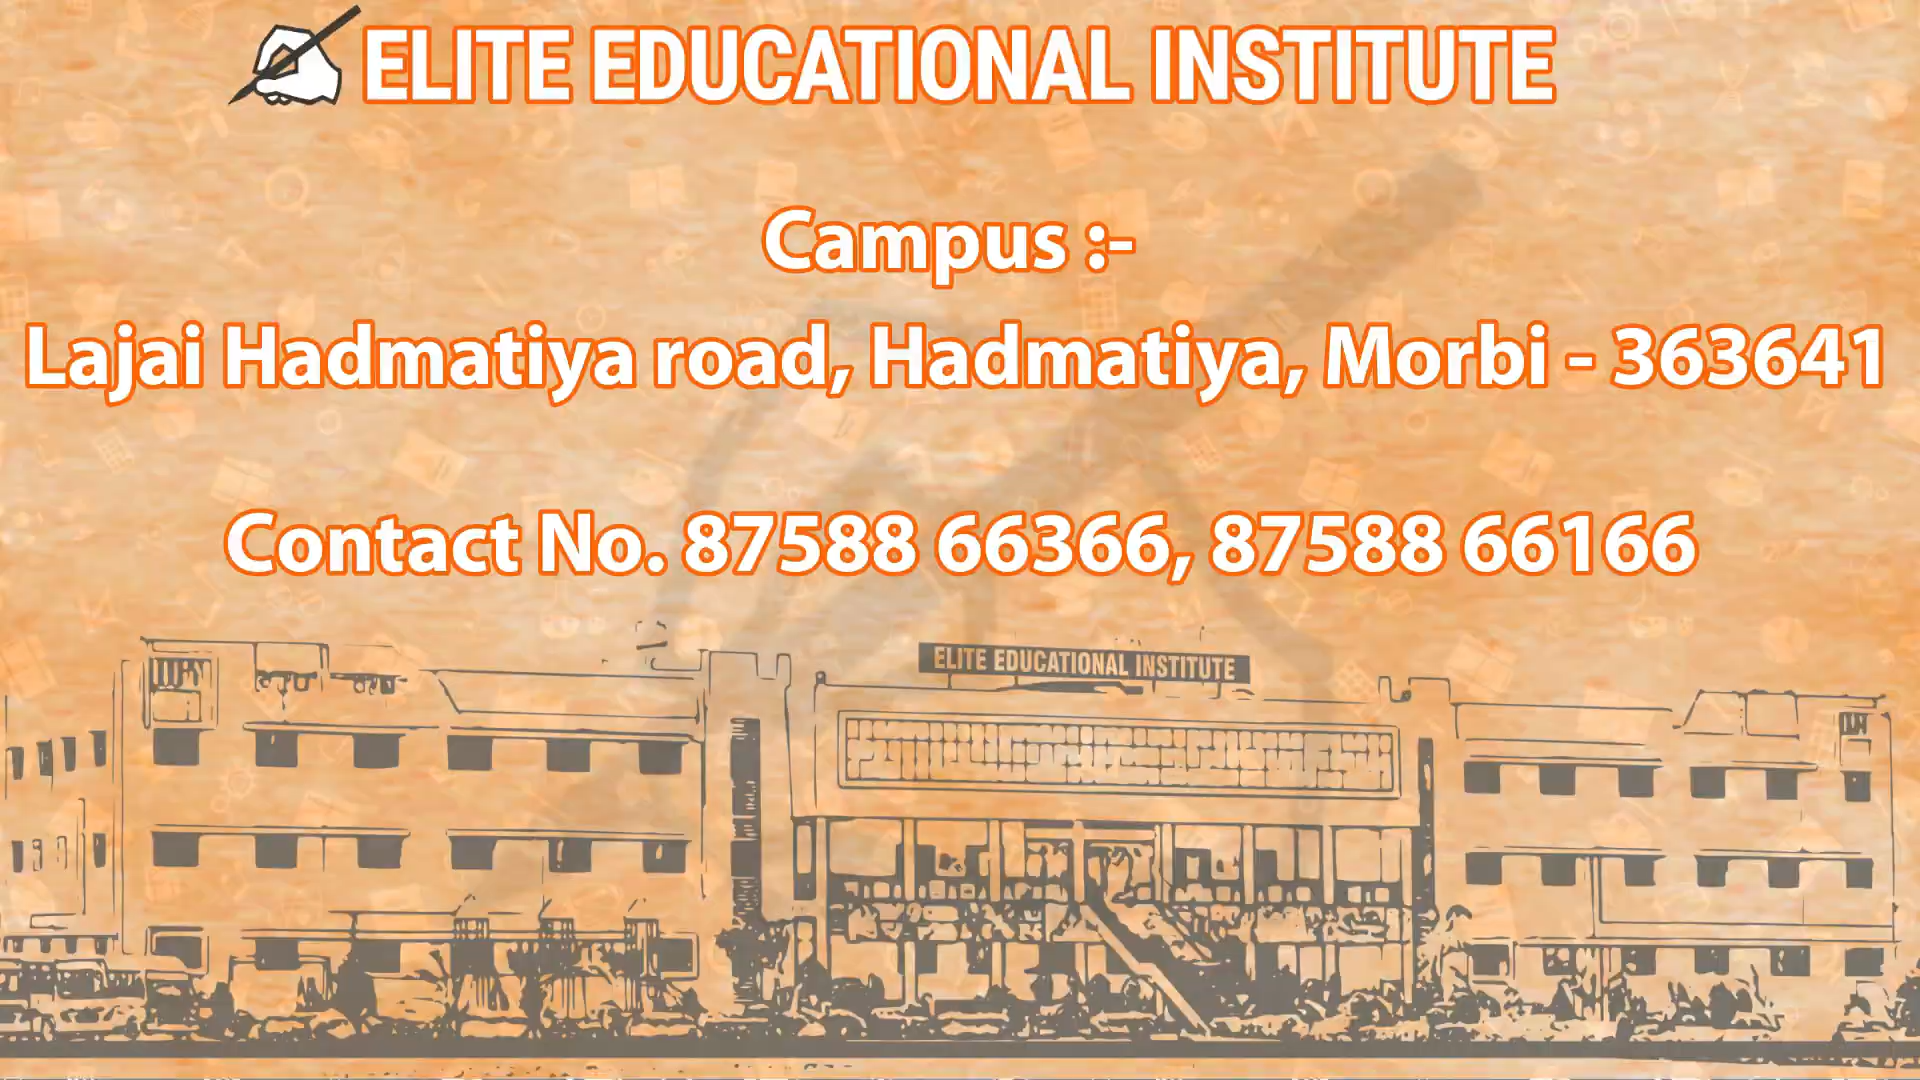 ELITE EDUCATIONAL INSTITUTE
Campus :-
Lajai Hadmatiya road, Hadmatiya, Morbi - 363641
Contact No. 87588 66366, 87588 66166
ELITE EDUCATIONAL INSTITUTE